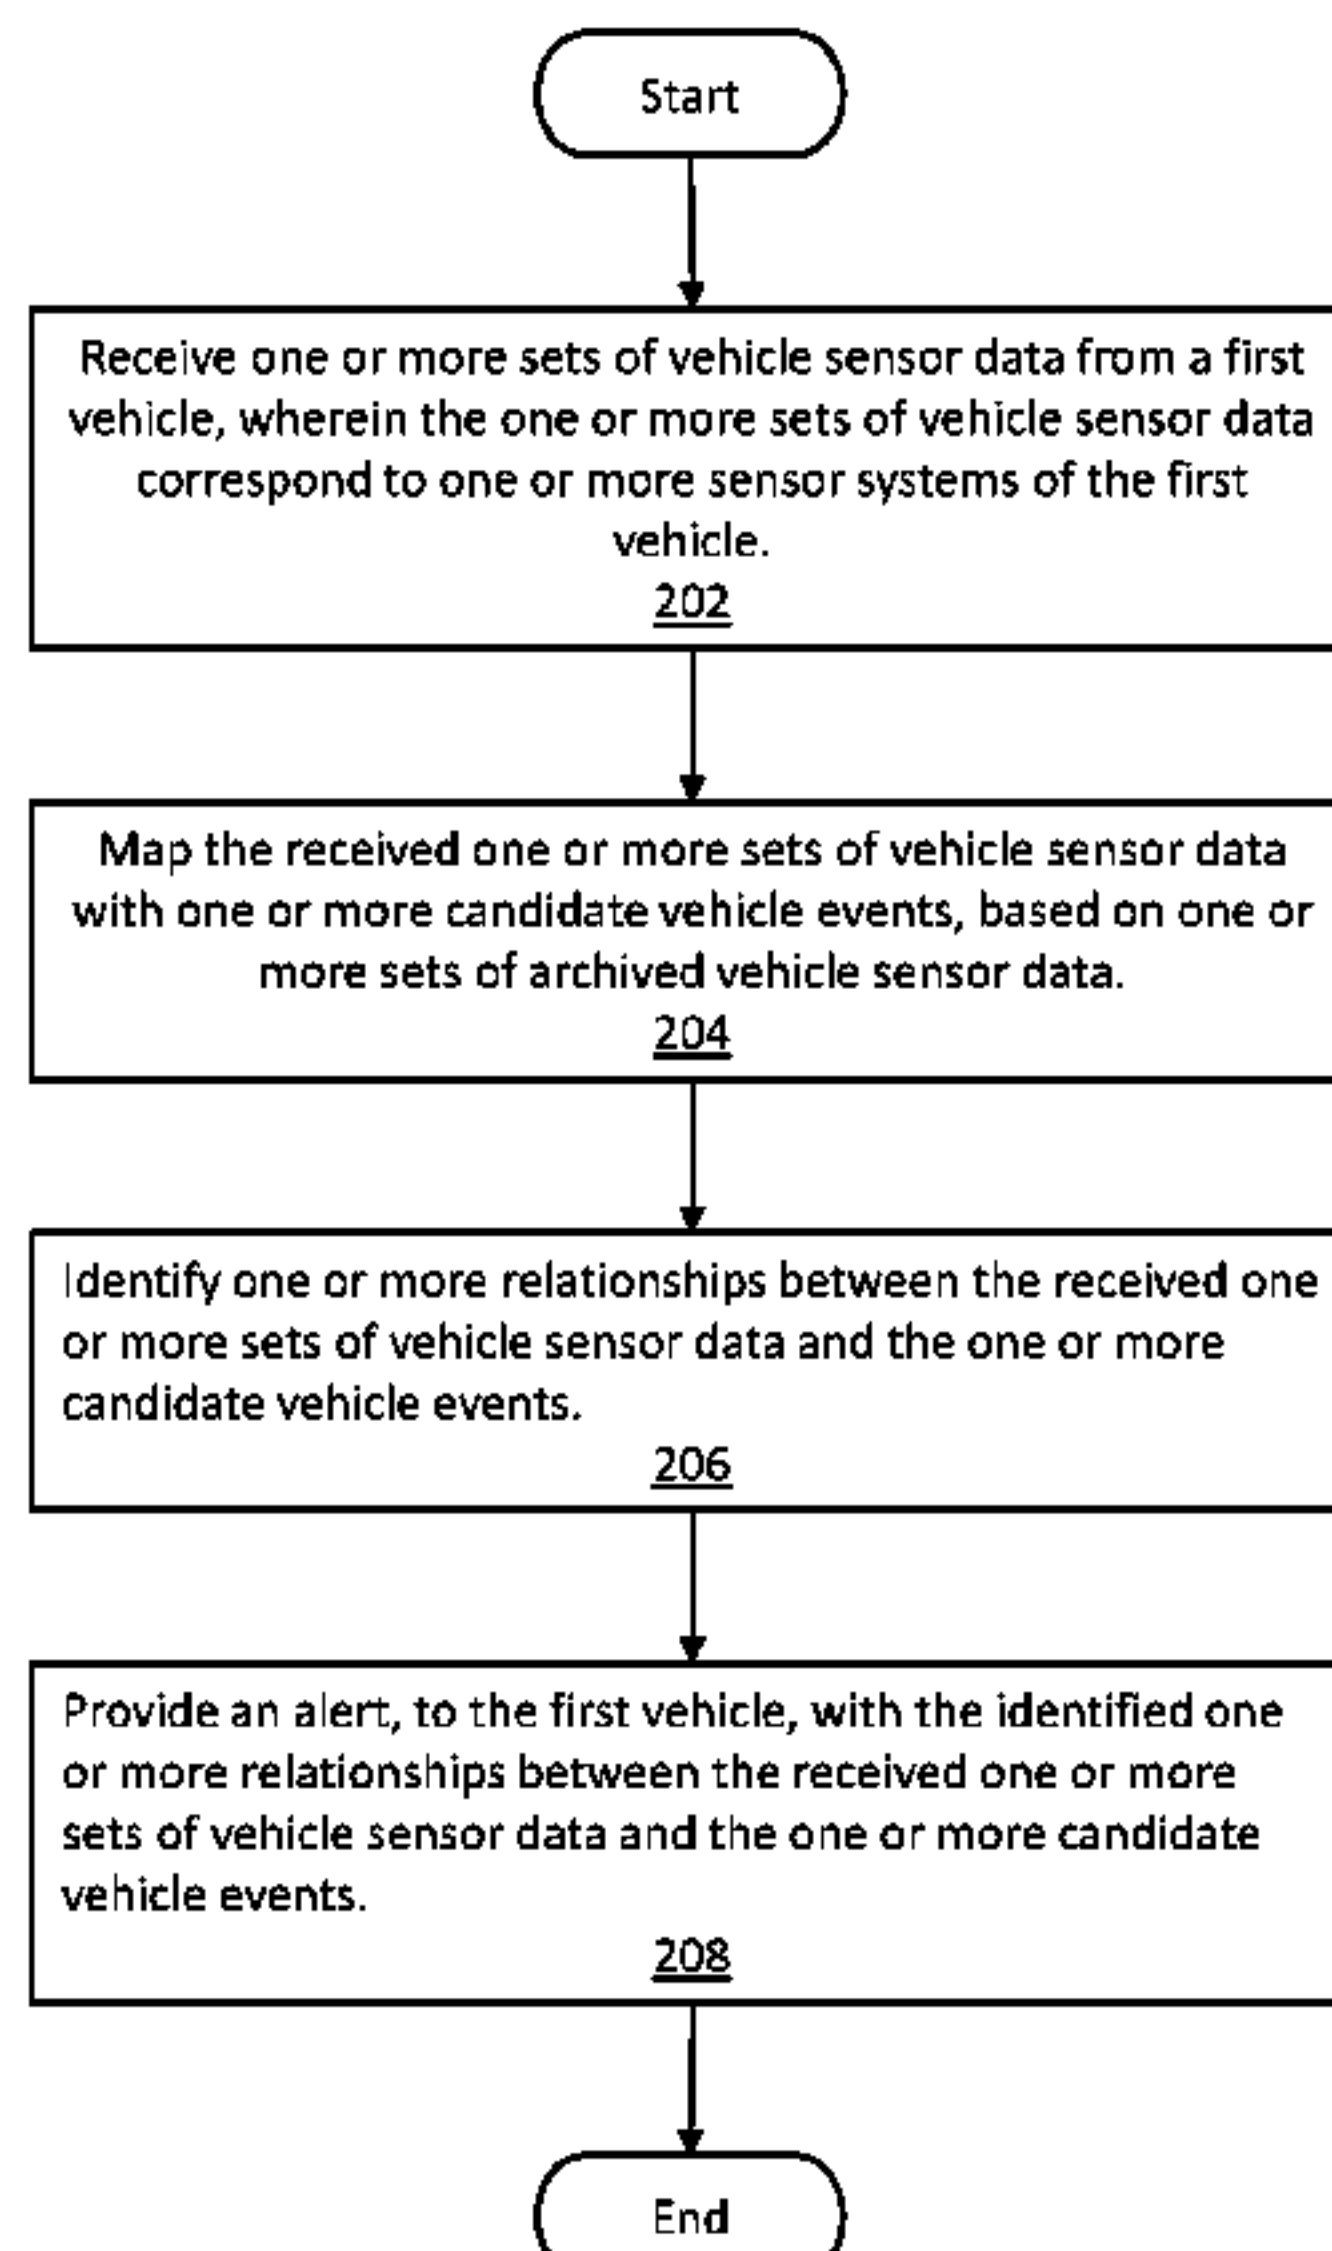 Start
Receive one or more sets of vehicle sensor data from a first
vehicle, wherein the one or more sets of vehicle sensor data
correspond to one or more sensor systems of the first
vehicle.
202
Map the received one or more sets of vehicle sensor data
with one or more candidate vehicle events, based on one or
more sets of archived vehicle sensor data.
204
Identify one or more relationships between the received one
or more sets of vehicle sensor data and the one or more
candidate vehicle events.
206
Provide an alert, to the first vehicle, with the identified one
or more relationships between the received one or more
sets of vehicle sensor data and the one or more candidate
vehicle events.
208
End